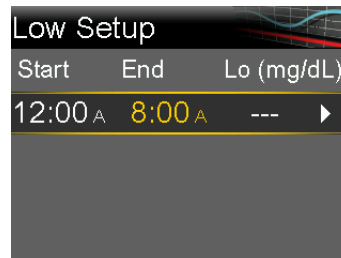 Low Setup
Start End Lo (mg/dL)
12:00 A 8:00 A ---